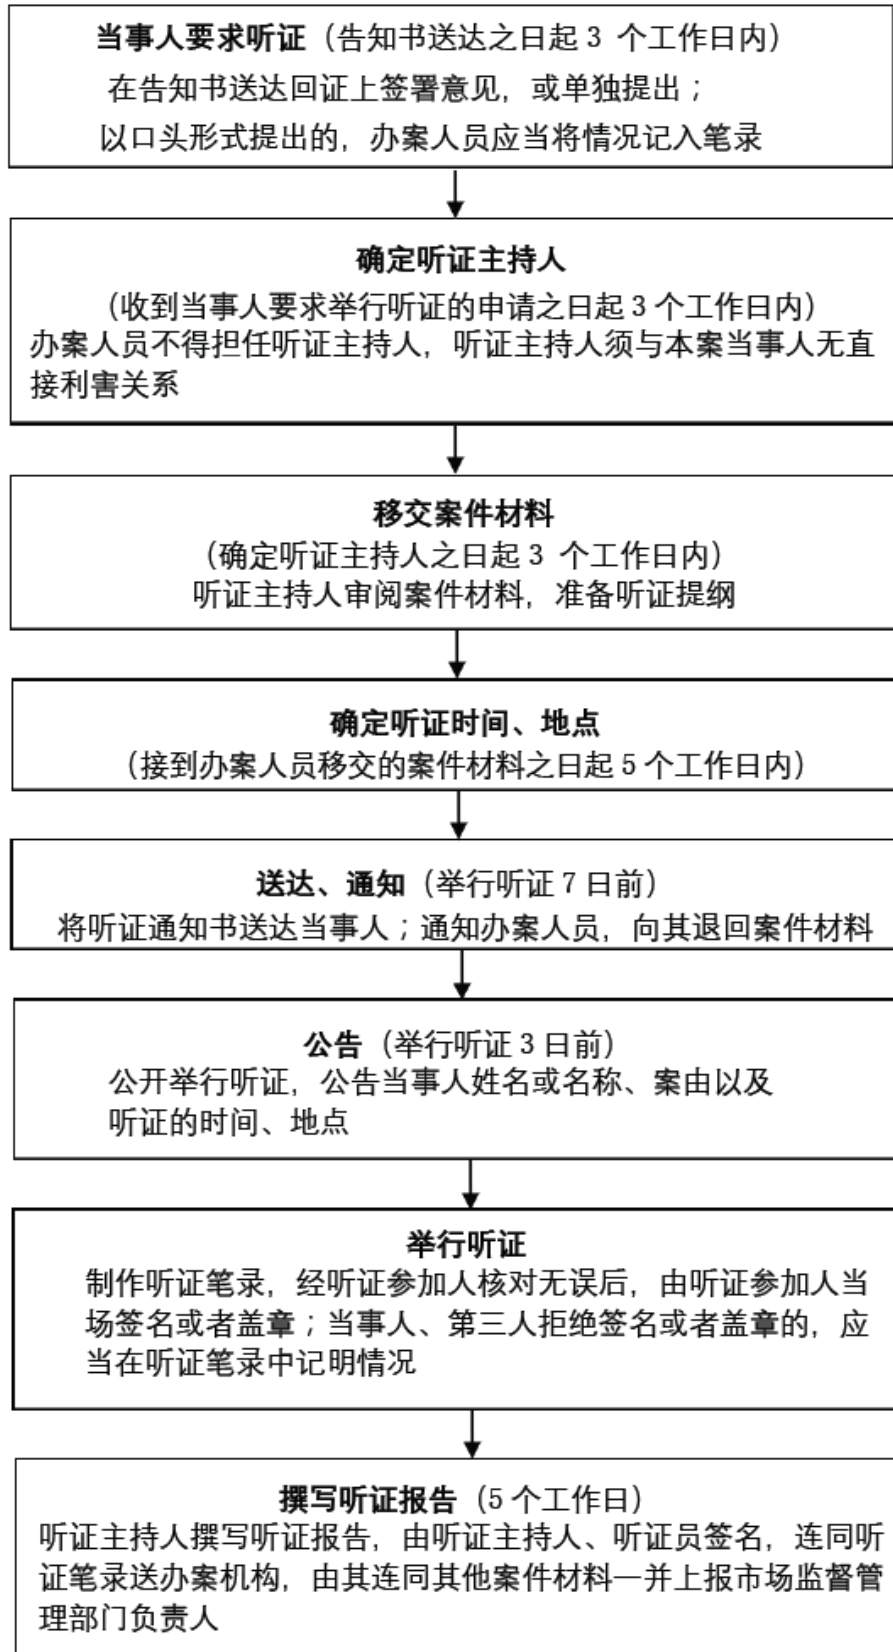 当事人要求听证（告知书送达之日起 3 个工作日内）
在告知书送达回证上签署意见，或单独提出；
以口头形式提出的，办案人员应当将情况记入笔录
确定听证主持人
（收到当事人要求举行听证的申请之日起 3 个工作日内）
办案人员不得担任听证主持人，听证主持人须与本案当事人无直
接利害关系
移交案件材料
（确定听证主持人之日起 3 个工作日内）
听证主持人审阅案件材料，准备听证提纲
确定听证时间、地点
（接到办案人员移交的案件材料之日起 5 个工作日内）
送达、通知（举行听证 7 日前）
将听证通知书送达当事人；通知办案人员，向其退回案件材料
公告（举行听证 3 日前）
公开举行听证，公告当事人姓名或名称、案由以及
听证的时间、地点
举行听证
制作听证笔录，经听证参加人核对无误后，由听证参加人当
场签名或者盖章；当事人、第三人拒绝签名或者盖章的，应
当在听证笔录中记明情况
撰写听证报告（5 个工作日）
听证主持人撰写听证报告，由听证主持人、听证员签名，连同听
证笔录送办案机构，由其连同其他案件材料一并上报市场监督管
理部门负责人